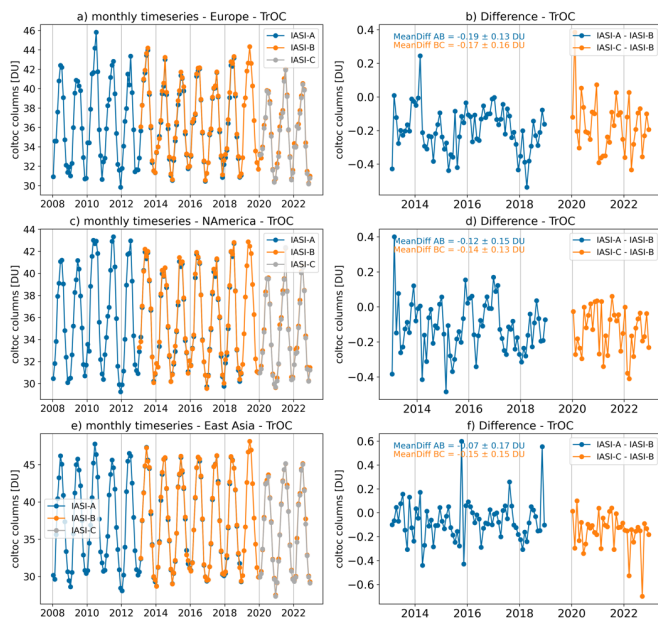 a) monthly timeseries - Europe - TrOC
b) Difference - TrOC
coltoc columns [DU]
46
44
42
40
38
36
34
32
30
IASI-A
IASI-B
IASI-C
2008 2010 2012 2014 2016 2018 2020 2022
coltoc columns [DU]
0.4
0.2
0.0
−0.2
−0.4
MeanDiff AB = -0.19 ± 0.13 DU
MeanDiff BC = -0.17 ± 0.16 DU
IASI-A - IASI-B
IASI-C - IASI-B
2014 2016 2018 2020 2022
c) monthly timeseries - NAmerica - TrOC
d) Difference - TrOC
coltoc columns [DU]
44
42
40
38
36
34
32
30
IASI-A
IASI-B
IASI-C
2008 2010 2012 2014 2016 2018 2020 2022
coltoc columns [DU]
0.4
0.2
0.0
−0.2
−0.4
MeanDiff AB = -0.12 ± 0.15 DU
MeanDiff BC = -0.14 ± 0.13 DU
IASI-A - IASI-B
IASI-C - IASI-B
2014 2016 2018 2020 2022
e) monthly timeseries - East Asia - TrOC
f) Difference - TrOC
coltoc columns [DU]
45
40
35
30
IASI-A
IASI-B
IASI-C
2008 2010 2012 2014 2016 2018 2020 2022
coltoc columns [DU]
0.6
0.4
0.2
0.0
−0.2
−0.4
−0.6
MeanDiff AB = -0.07 ± 0.17 DU
MeanDiff BC = -0.15 ± 0.15 DU
IASI-A - IASI-B
IASI-C - IASI-B
2014 2016 2018 2020 2022